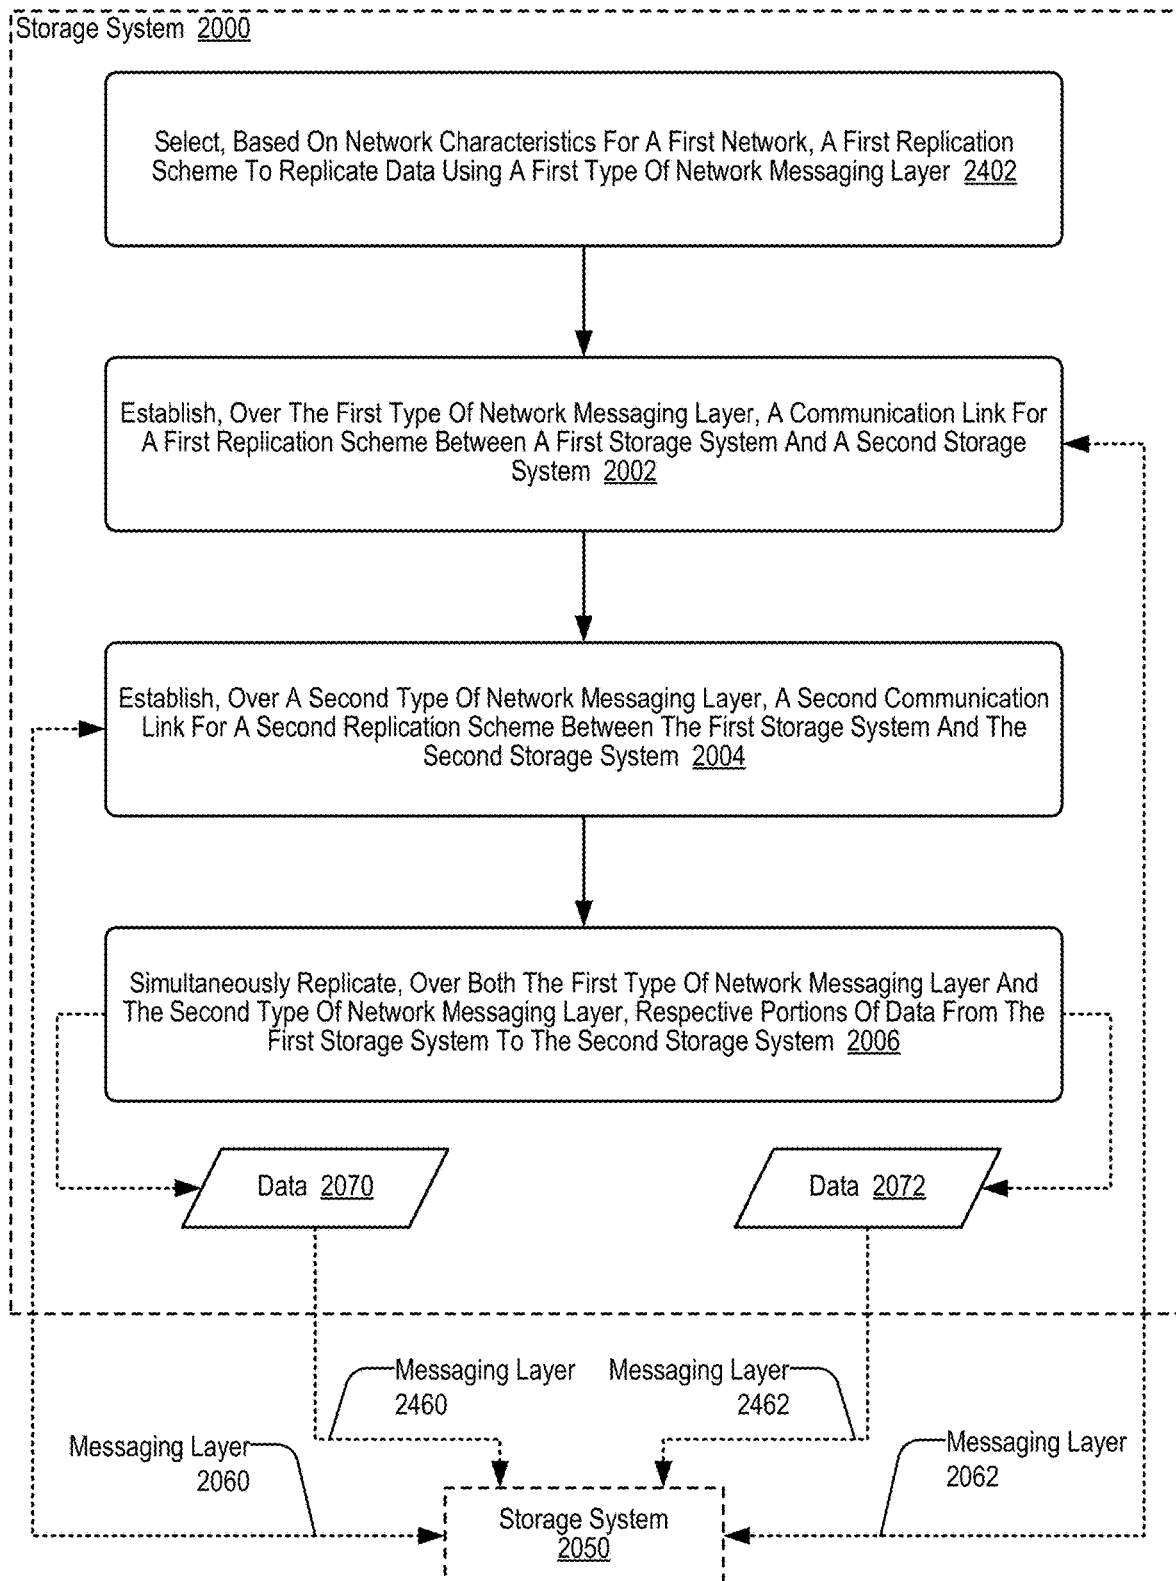 Storage System 2000
Select, Based On Network Characteristics For A First Network, A First Replication
Scheme To Replicate Data Using A First Type Of Network Messaging Layer 2402
Establish, Over The First Type Of Network Messaging Layer, A Communication Link For
A First Replication Scheme Between A First Storage System And A Second Storage
System 2002
Establish, Over A Second Type Of Network Messaging Layer, A Second Communication
Link For A Second Replication Scheme Between The First Storage System And The
Second Storage System 2004
Simultaneously Replicate, Over Both The First Type Of Network Messaging Layer And
The Second Type Of Network Messaging Layer, Respective Portions Of Data From The
First Storage System To The Second Storage System 2006
Data 2070
Data 2072
Messaging Layer
2460
Messaging Layer
2462
Messaging Layer
2060
Messaging Layer
2062
Storage System
2050